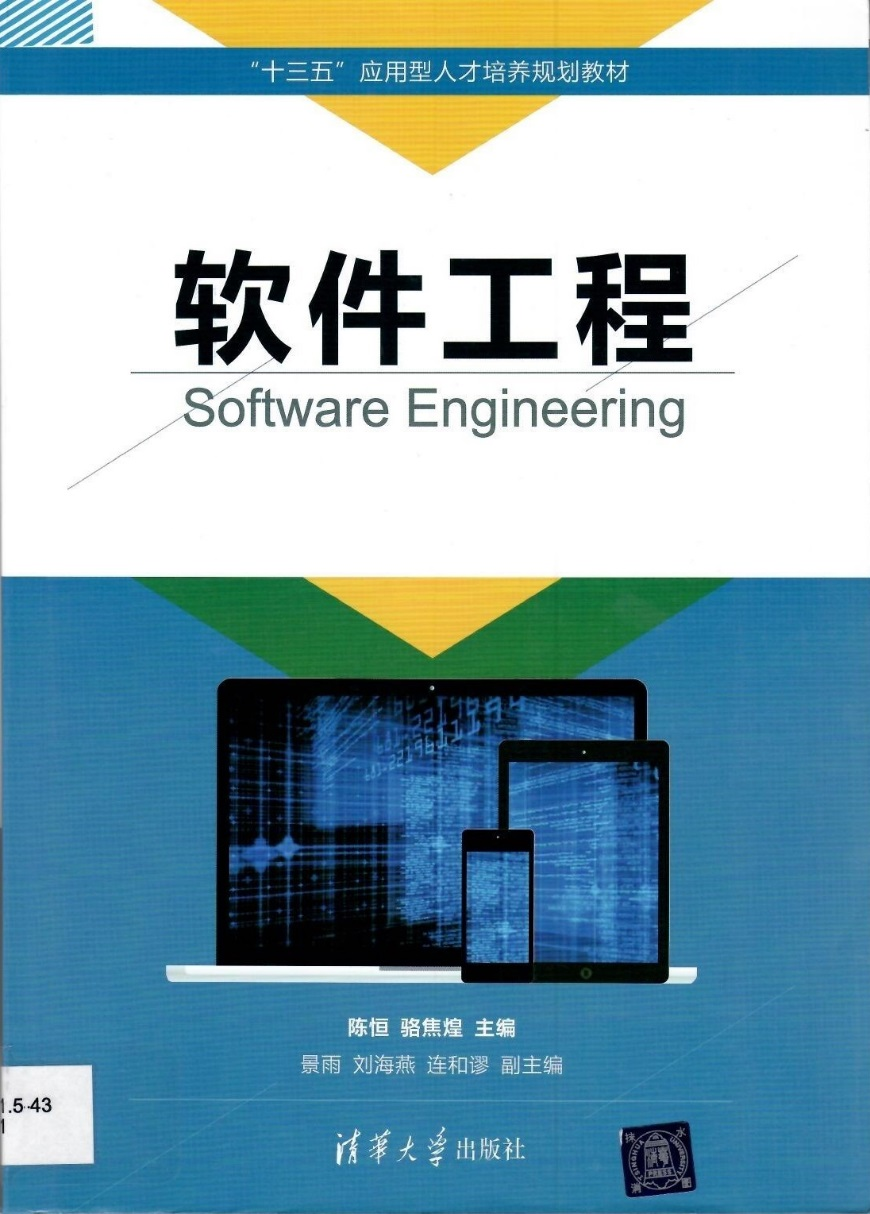 “十三五”应用型人才培养规划教材
软件工程
Software Engineering
陈恒 骆焦煌 主编
景雨 刘海燕 连和谬 副主编
1.5-43
1
清华大学出版社